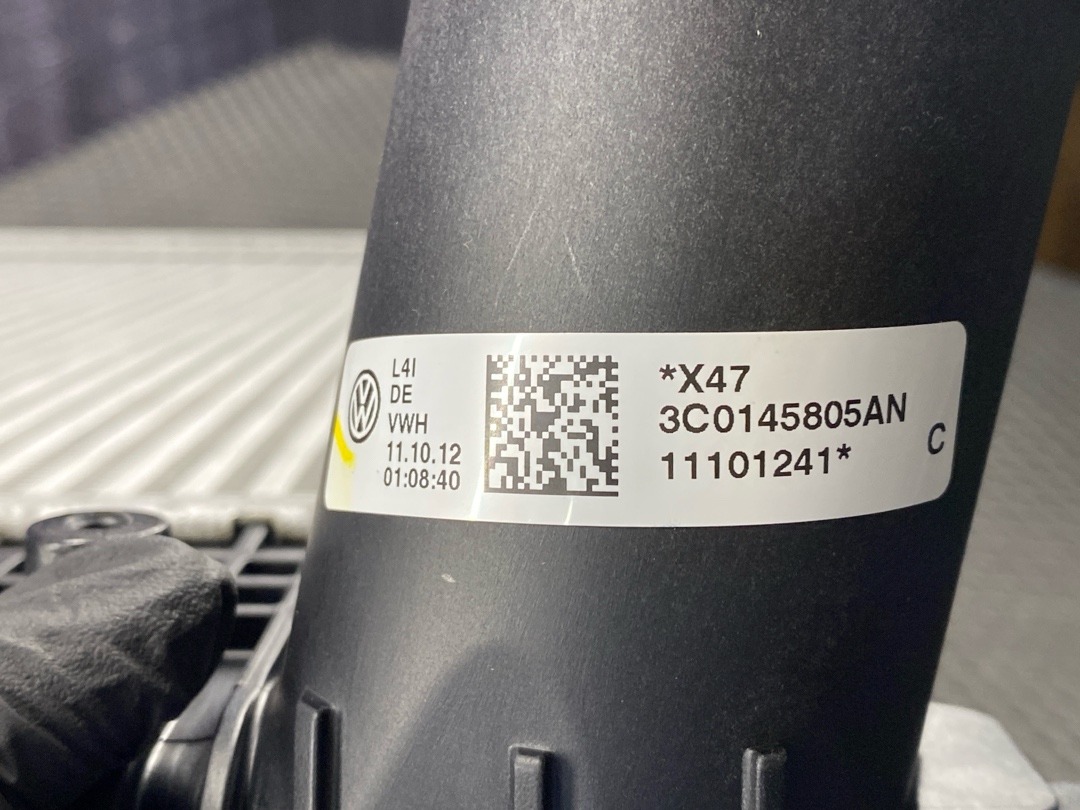 L4I
DE
VWH
11.10.12
01:08:40
*X47
3C0145805AN
11101241*
C